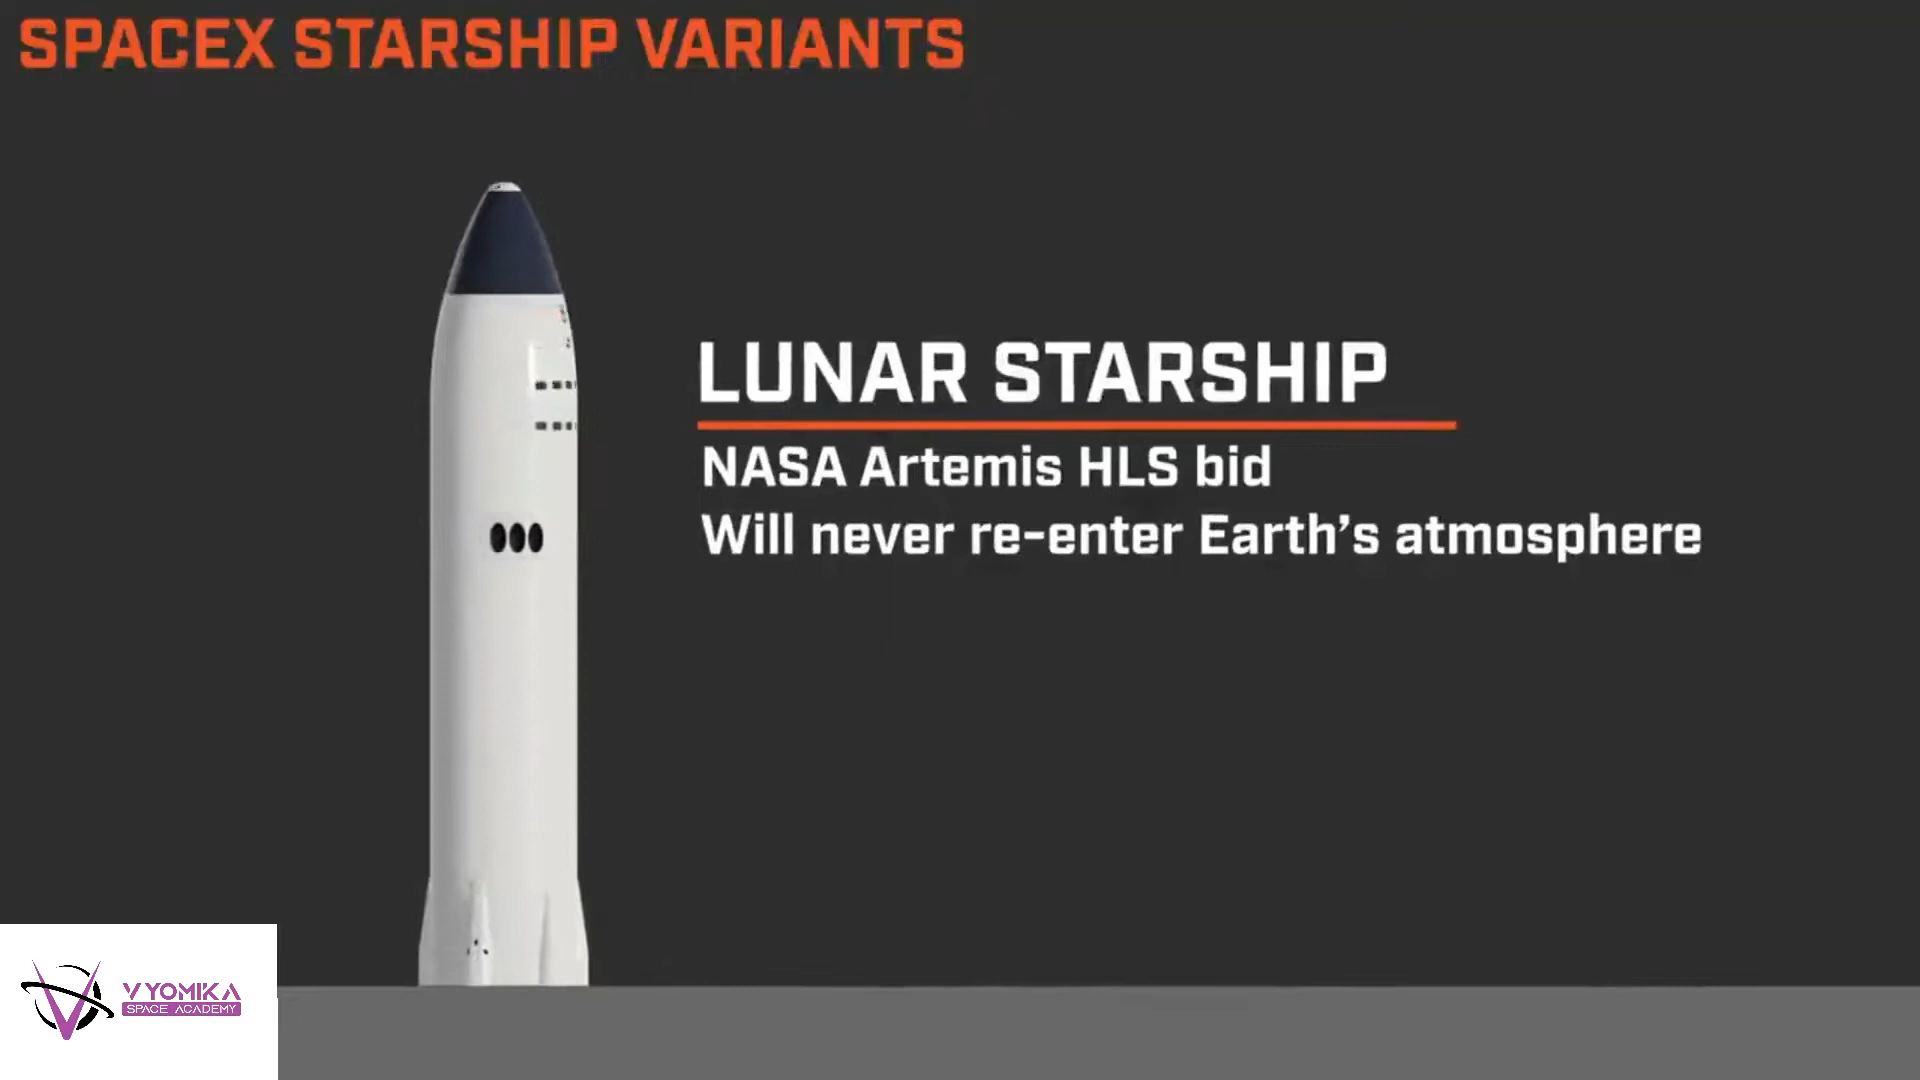 SPACEX STARSHIP VARIANTS
LUNAR STARSHIP
NASA Artemis HLS bid
Will never re-enter Earth's atmosphere
VYOMIKA
SPACE ACADEMY